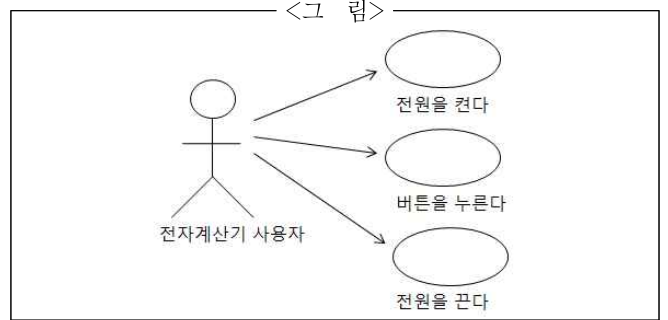 <그 림>
전원을 켠다
버튼을 누른다
전자계산기 사용자
전원을 끈다